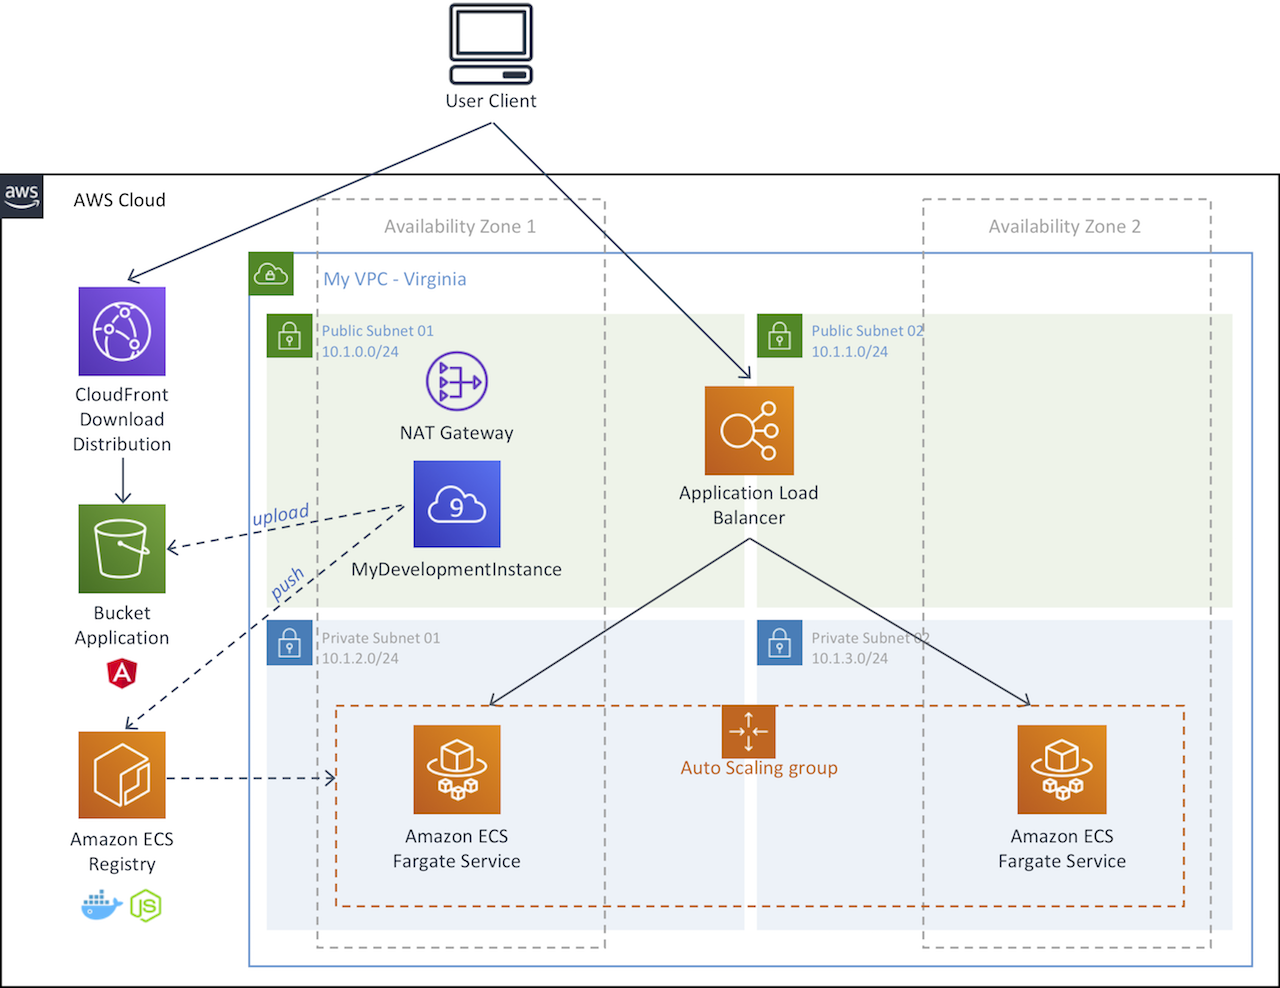 User Client
aws
AWS Cloud
Availability Zone 1
Availability Zone 2
My VPC - Virginia
Public Subnet 01
10.1.0.0/24
Public Subnet 02
10.1.1.0/24
CloudFront
Download
Distribution
NAT Gateway
9
Application Load
Balancer
upload
MyDevelopmentInstance
push
Bucket
Application
A
Private Subnet 01
10.1.2.0/24
Private Subnet 02
10.1.3.0/24
Auto Scaling group
Amazon ECS
Registry
JS
Amazon ECS
Fargate Service
Amazon ECS
Fargate Service